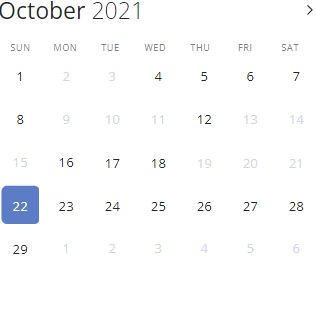 October 2021
SUN MON TUE WED THU FRI SAT
1 2 3 4 5 6 7
8 9 10 11 12 13 14
15 16 17 18 19 20 21
22 23 24 25 26 27 28
29 1 2 3 4 5 6